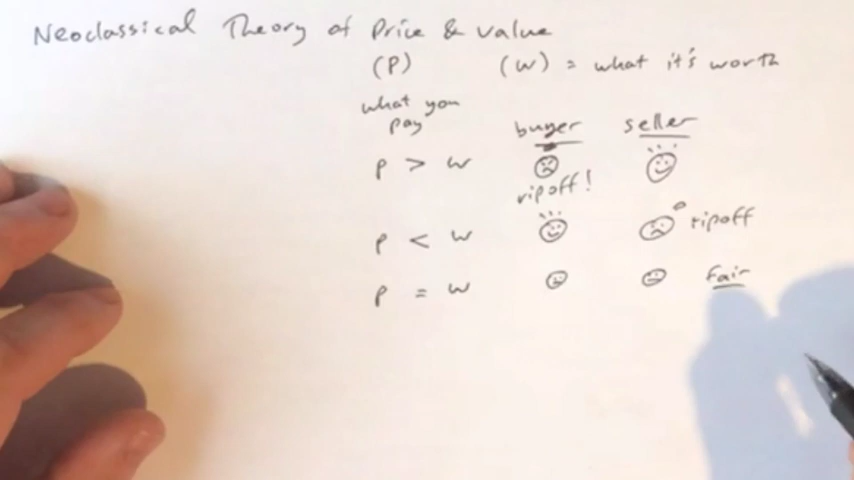 Neoclassical Theory of Price & value
(P) (W) = what it's worth
what you
pay
buyer seller
P > W
ripoff!
P < W ripoff
P = W fair